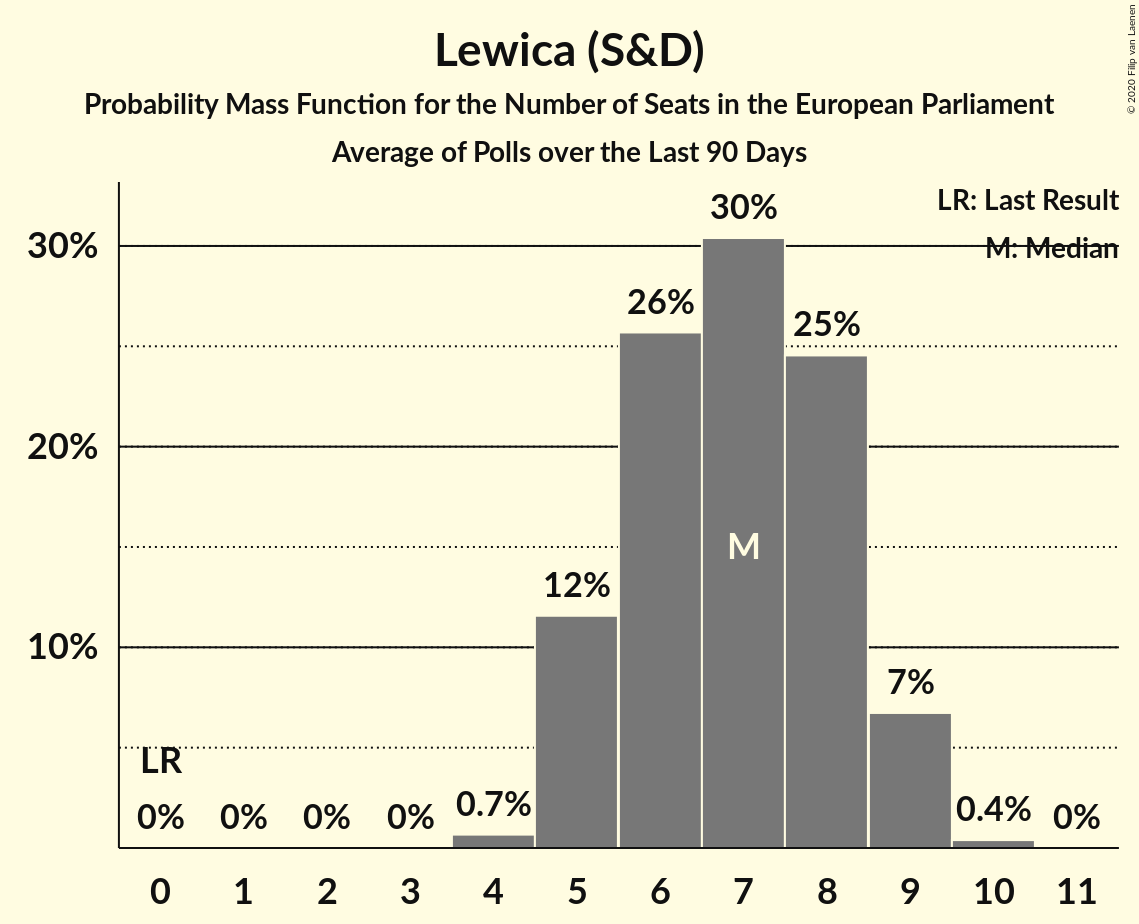 Lewica (S&D)
Probability Mass Function for the Number of Seats in the European Parliament
Average of Polls over the Last 90 Days
© 2020 Filip van Laenen
LR: Last Result
M: Median
30%
20%
10%
LR
0%
0%
0%
0%
0.7%
12%
26%
30%
M
25%
7%
0.4%
0%
0 1 2 3 4 5 6 7 8 9 10 11